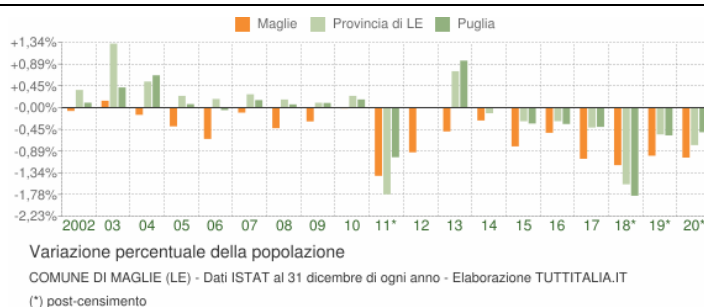 Maglie Provincia di LE Puglia
+1,34%
+0,89%
+0,45%
-0,00%
-0,45%
-0,89%
-1,34%
-1,78%
-2,23%
2002 03 04 05 06 07 08 09 10 11* 12 13 14 15 16 17 18* 19* 20*
Variazione percentuale della popolazione
COMUNE DI MAGLIE (LE) - Dati ISTAT al 31 dicembre di ogni anno - Elaborazione TUTTITALIA.IT
(*) post-censimento